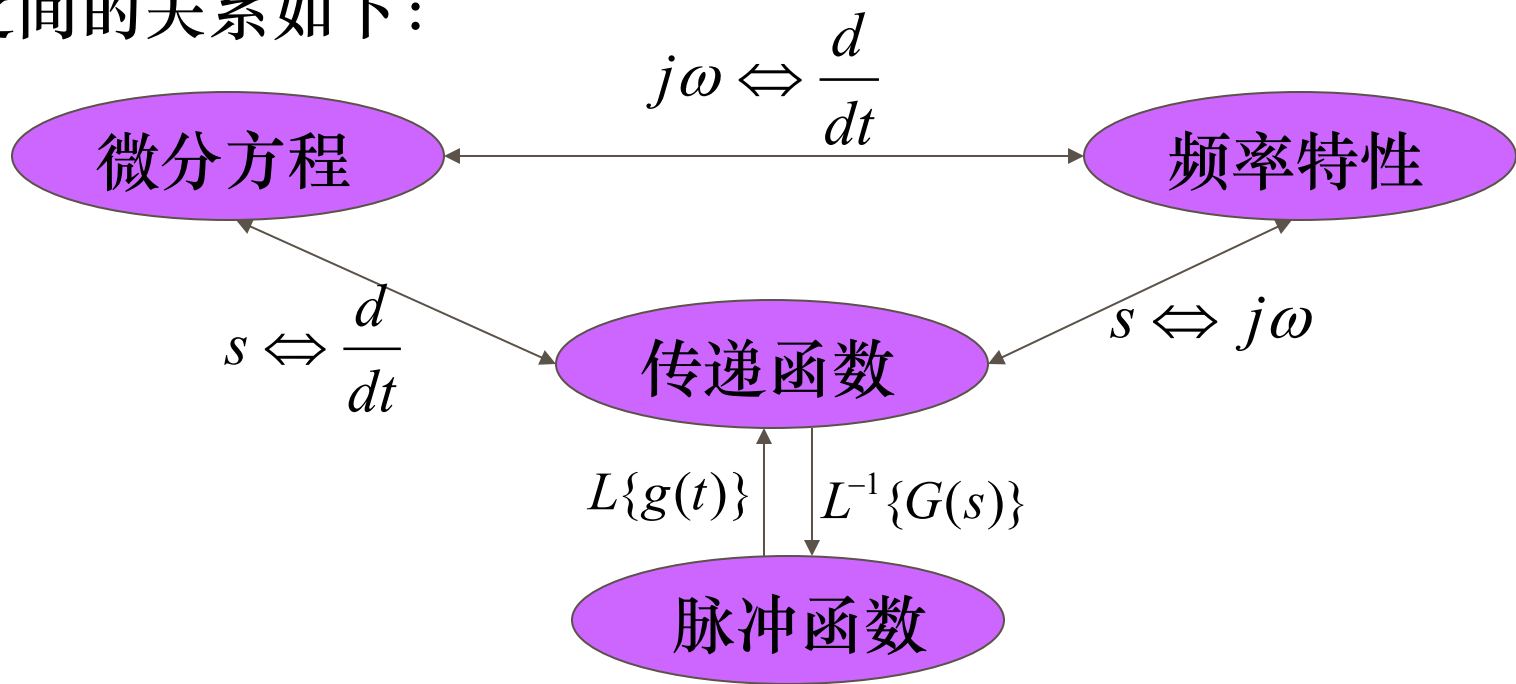 之间的关系如下：
jω ⇔ d/dt
微分方程
频率特性
s ⇔ d/dt
s ⇔ jω
传递函数
L{g(t)}
L⁻¹{G(s)}
脉冲函数